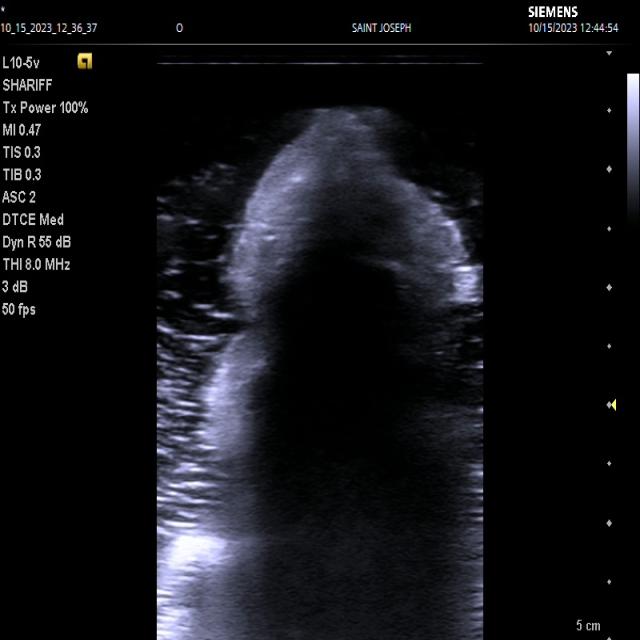 *
SIEMENS
10_15_2023_12_36_37 O SAINT JOSEPH 10/15/2023 12:44:54
L10-5v
SHARIFF
Tx Power 100%
MI 0.47
TIS 0.3
TIB 0.3
ASC 2
DTCE Med
Dyn R 55 dB
THI 8.0 MHz
3 dB
50 fps
5 cm